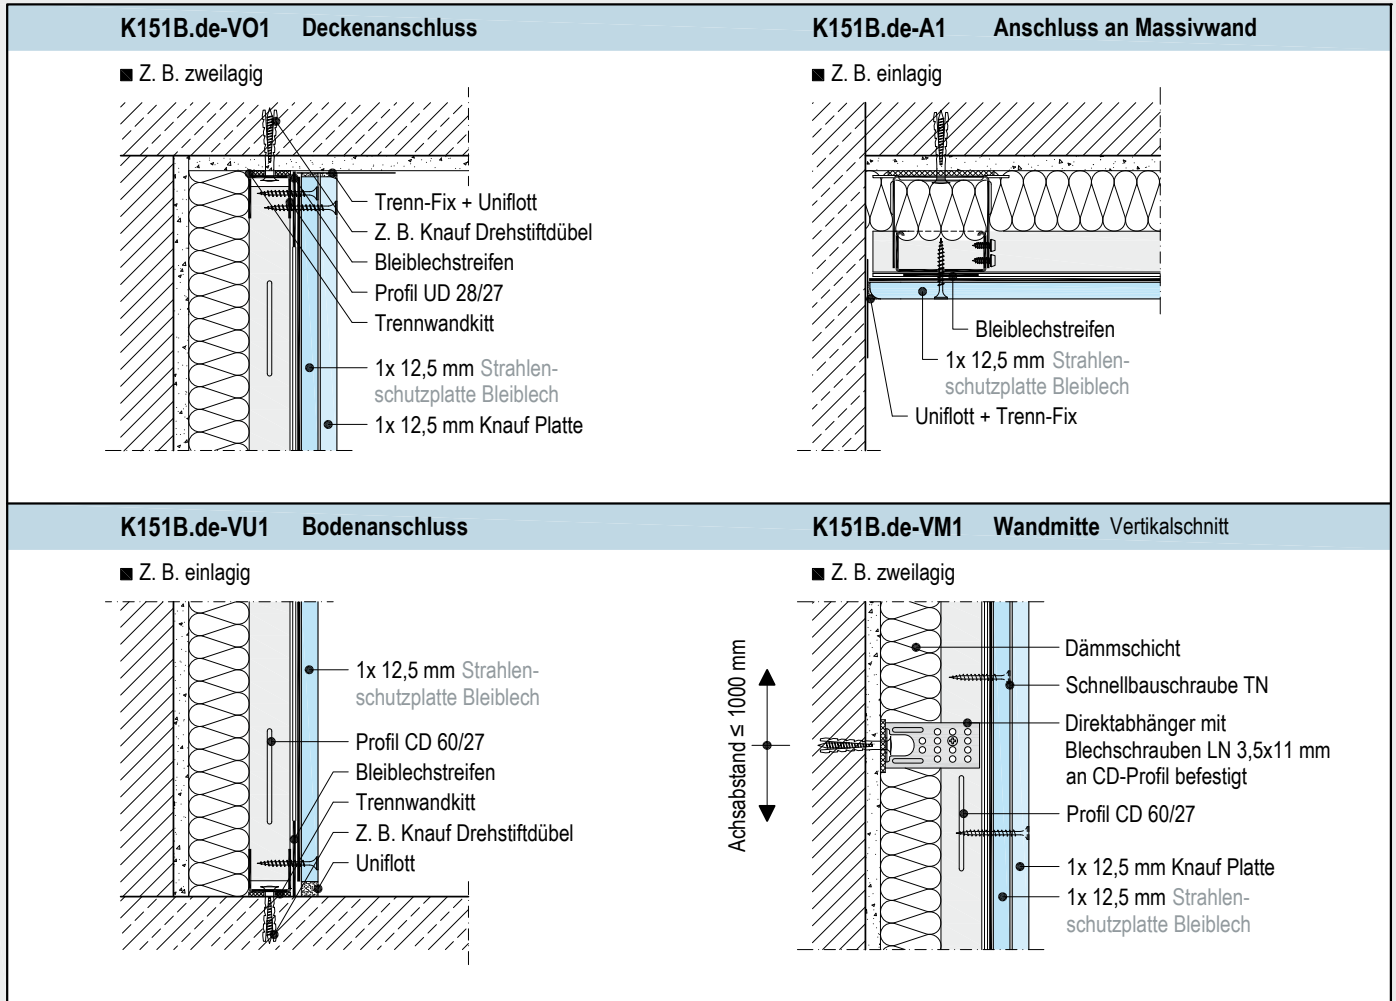 K151B.de-VO1 Deckenanschluss
■ Z. B. zweilagig
Trenn-Fix + Uniflott
Z. B. Knauf Drehstiftdübel
Bleiblechstreifen
Profil UD 28/27
Trennwandkitt
1x 12,5 mm Strahlen-
schutzplatte Bleiblech
1x 12,5 mm Knauf Platte
K151B.de-A1 Anschluss an Massivwand
■ Z. B. einlagig
Bleiblechstreifen
1x 12,5 mm Strahlen-
schutzplatte Bleiblech
Uniflott + Trenn-Fix
K151B.de-VU1 Bodenanschluss
■ Z. B. einlagig
1x 12,5 mm Strahlen-
schutzplatte Bleiblech
Profil CD 60/27
Bleiblechstreifen
Trennwandkitt
Z. B. Knauf Drehstiftdübel
Uniflott
K151B.de-VM1 Wandmitte Vertikalschnitt
■ Z. B. zweilagig
Achsabstand ≤ 1000 mm
Dämmschicht
Schnellbauschraube TN
Direktabhänger mit
Blechschrauben LN 3,5x11 mm
an CD-Profil befestigt
Profil CD 60/27
1x 12,5 mm Knauf Platte
1x 12,5 mm Strahlen-
schutzplatte Bleiblech